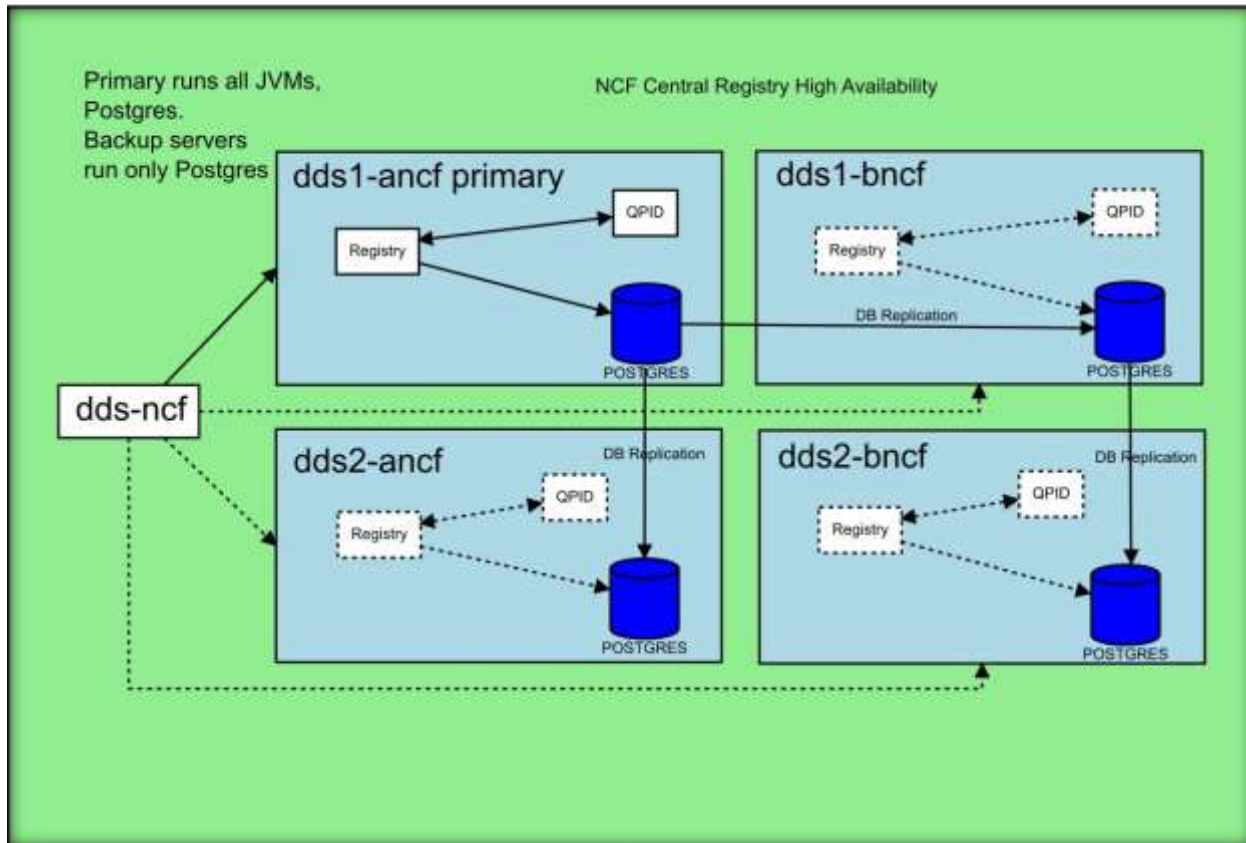 Primary runs all JVMs,
Postgres.
Backup servers
run only Postgres
NCF Central Registry High Availability
dds1-ancf primary
QPID
Registry
POSTGRES
dds1-bncf
QPID
Registry
DB Replication
POSTGRES
dds-ncf
dds2-ancf
DB Replication
QPID
Registry
POSTGRES
dds2-bncf
DB Replication
QPID
Registry
POSTGRES